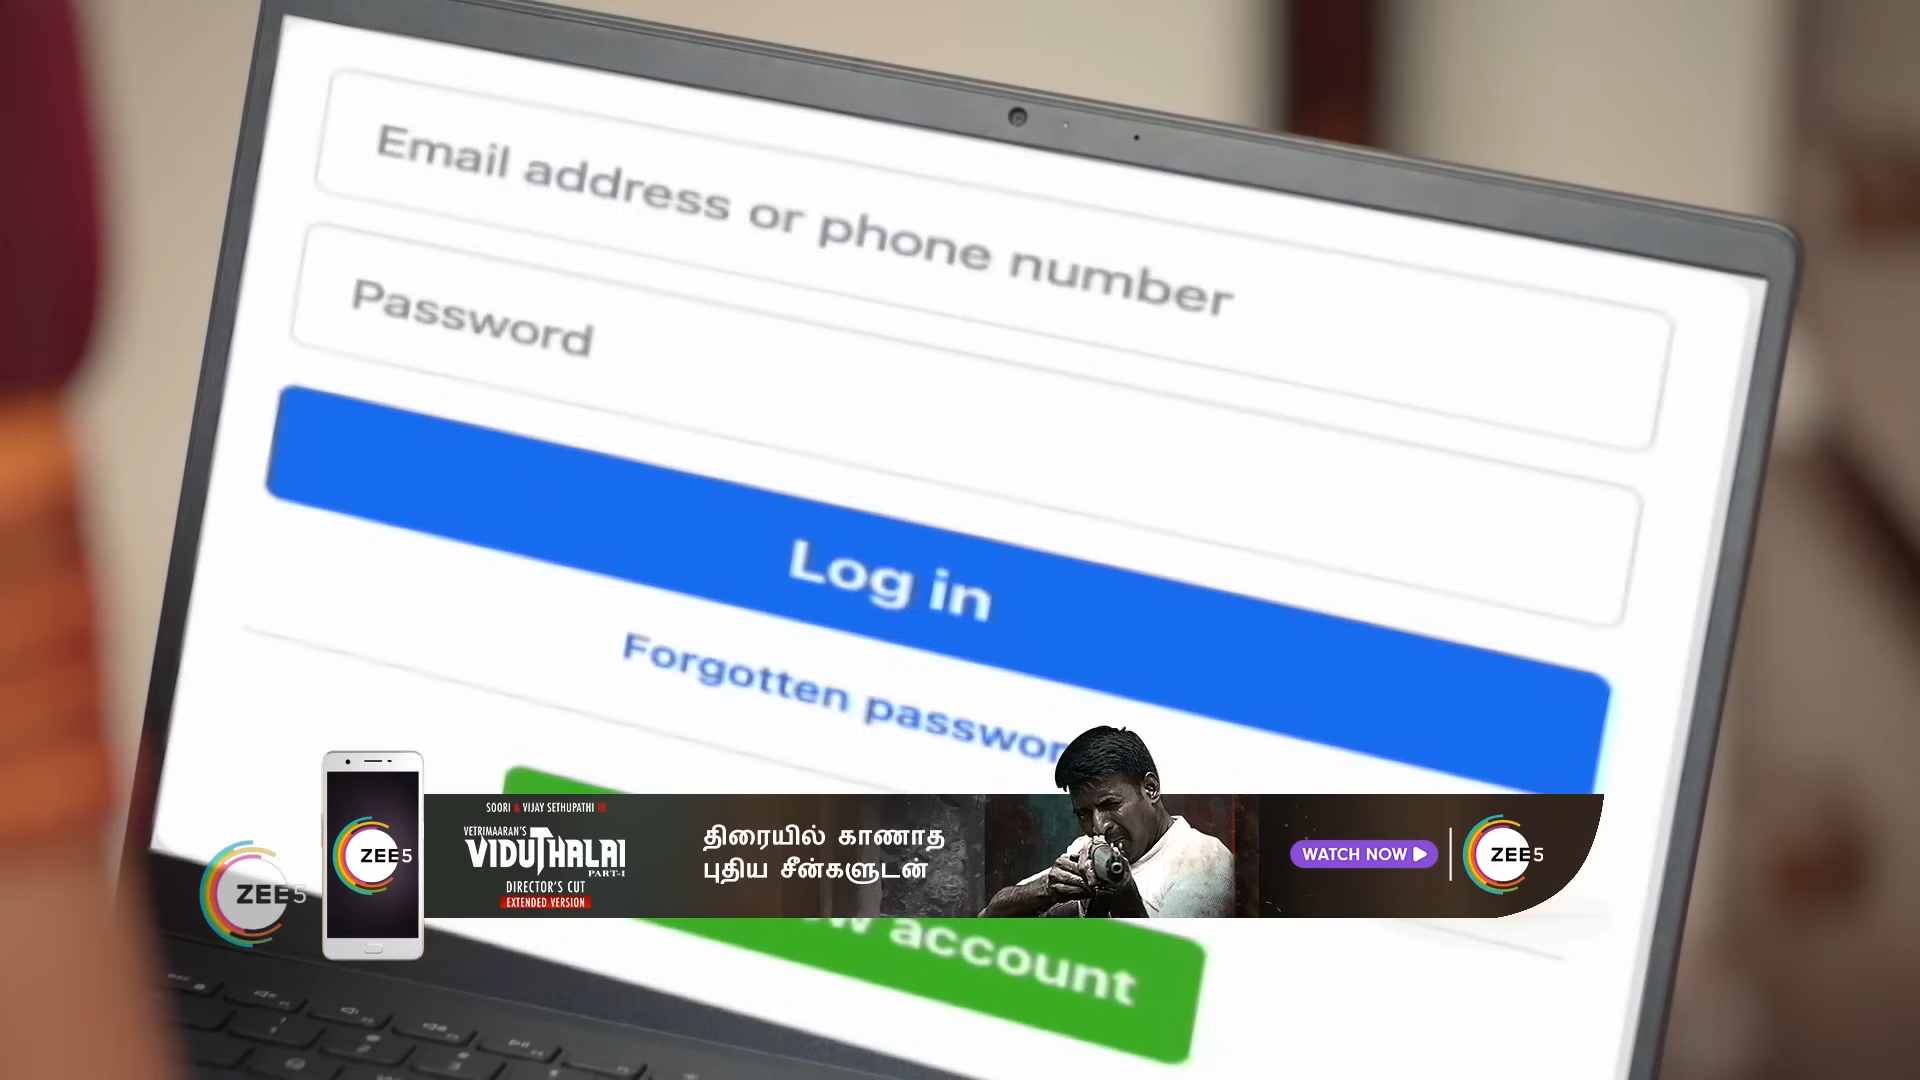 Email address or phone number
Password
Log in
Forgotten
account
ZEE5
ZEE5
SOORI & VIJAY SETHUPATHI IN
VETRIMAARAN'S
VIDUTHALAI
PART-I
DIRECTOR'S CUT
EXTENDED VERSION
திரையில் காணாத
புதிய சீன்களுடன்
WATCH NOW
ZEE5